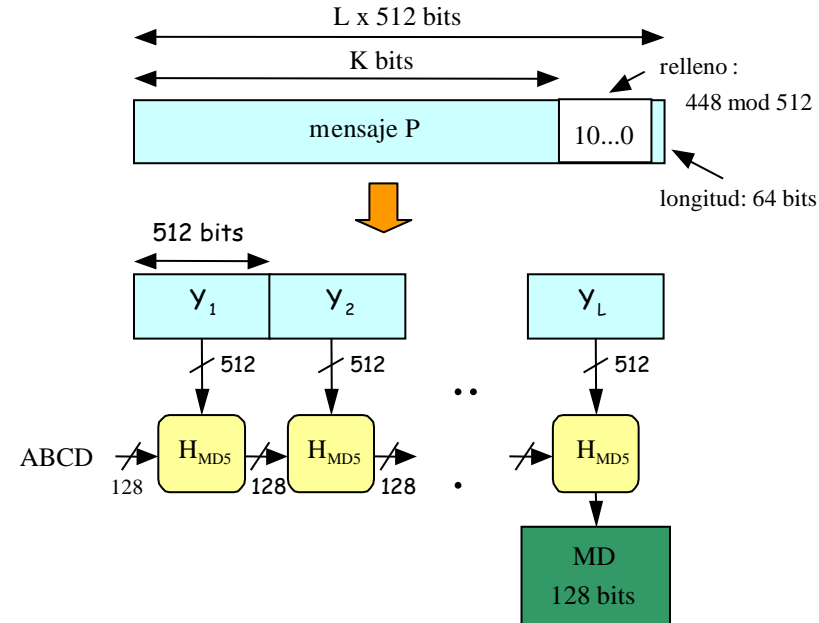 L x 512 bits
K bits
relleno :
448 mod 512
mensaje P
10...0
longitud: 64 bits
512 bits
Y1
Y2
YL
512
512
512
ABCD
128
HMD5
128
HMD5
128
HMD5
MD
128 bits